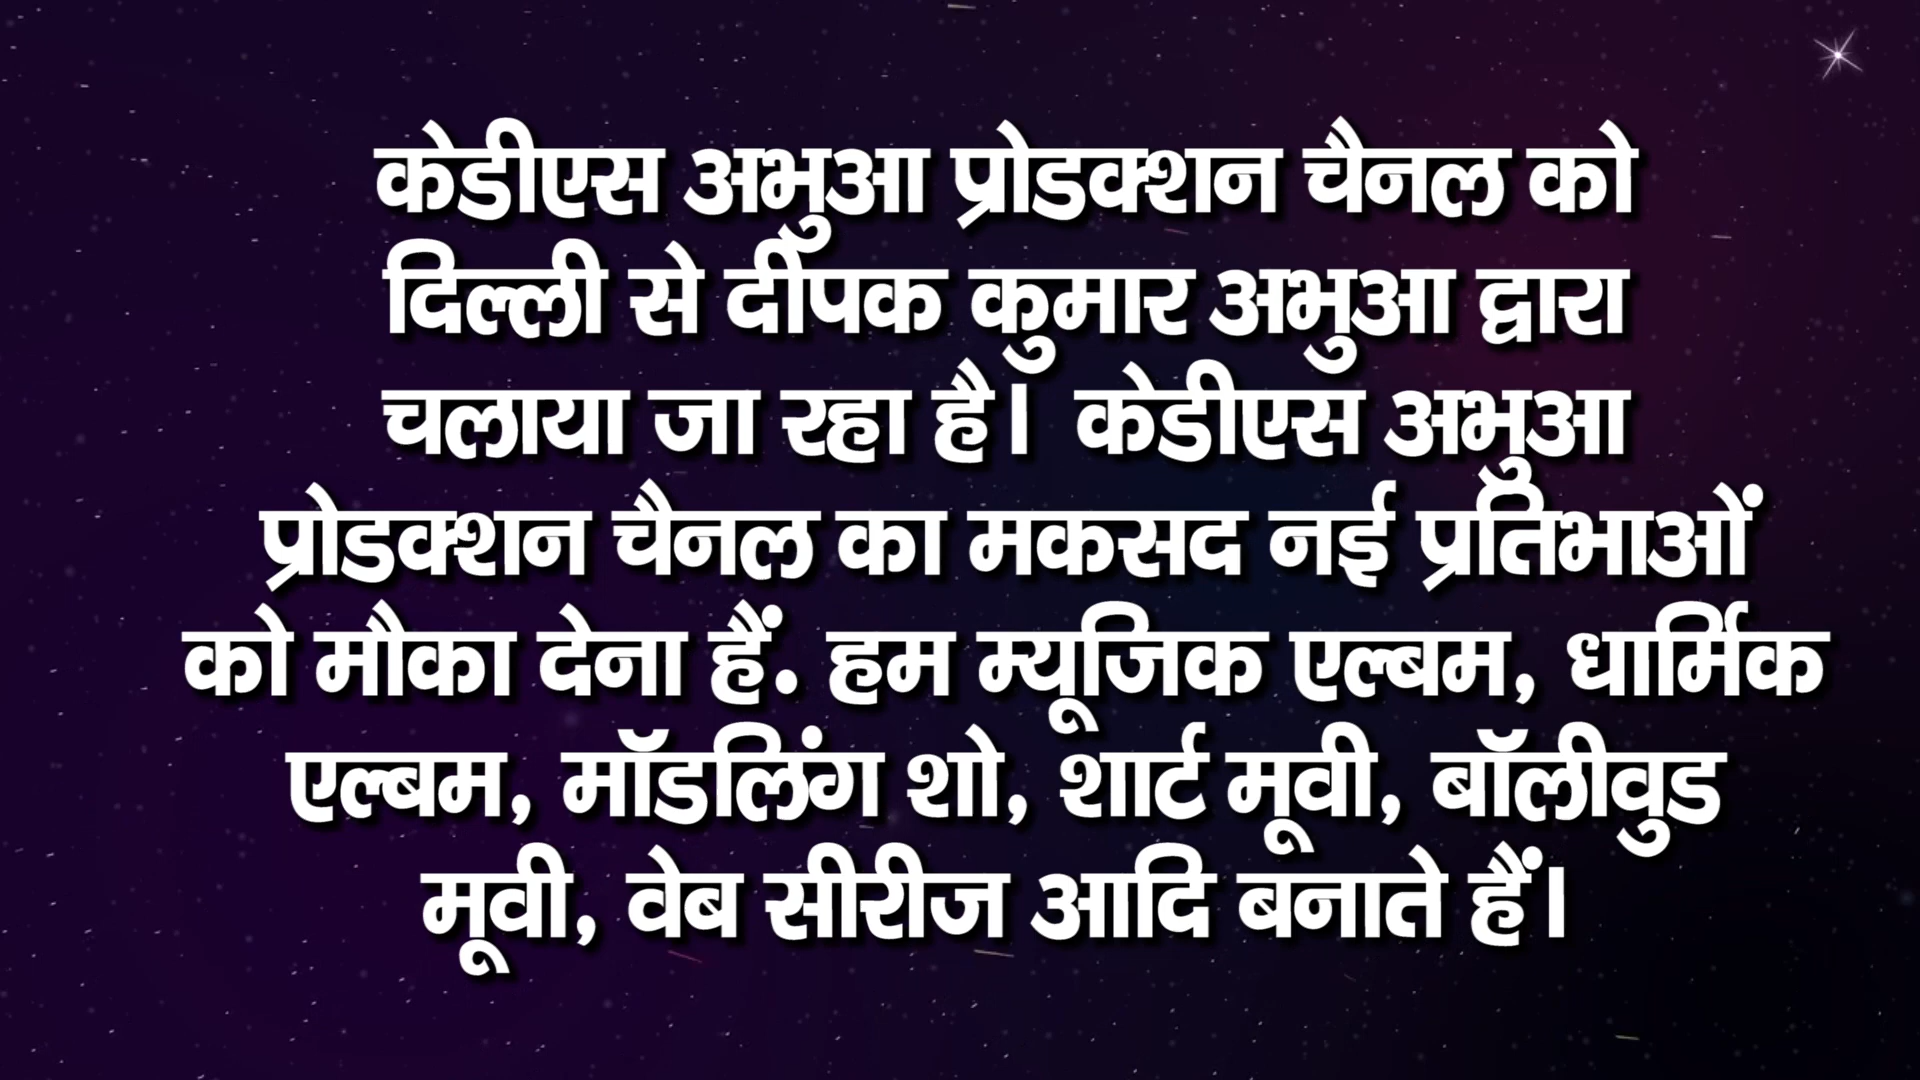 केडीएस अभुआ प्रोडक्शन चैनल को
दिल्ली से दीपक कुमार अभुआ द्वारा
चलाया जा रहा है। केडीएस अभुआ
प्रोडक्शन चैनल का मकसद नई प्रतिभाओं
को मौका देना हैं. हम म्यूजिक एल्बम, धार्मिक
एल्बम, मॉडलिंग शो, शार्ट मूवी, बॉलीवुड
मूवी, वेब सीरीज आदि बनाते हैं।